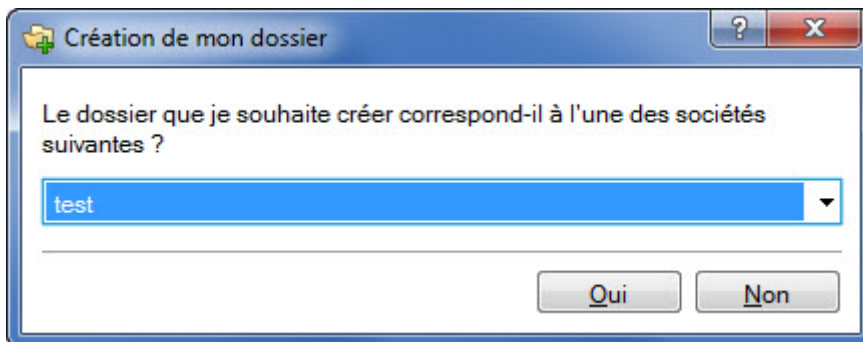 Création de mon dossier
?
X
Le dossier que je souhaite créer correspond-il à l'une des sociétés
suivantes ?
test
Oui
Non